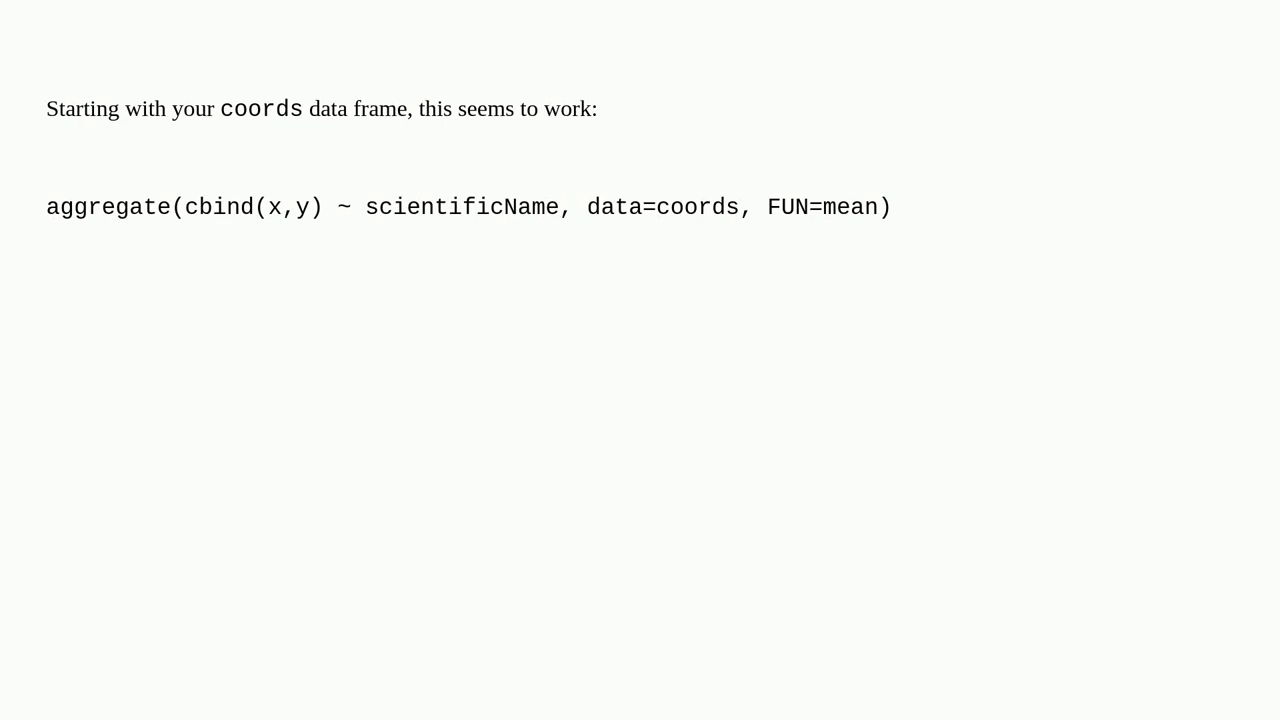 Starting with your coords data frame, this seems to work:
aggregate(cbind(x,y) ~ scientificName, data=coords, FUN=mean)